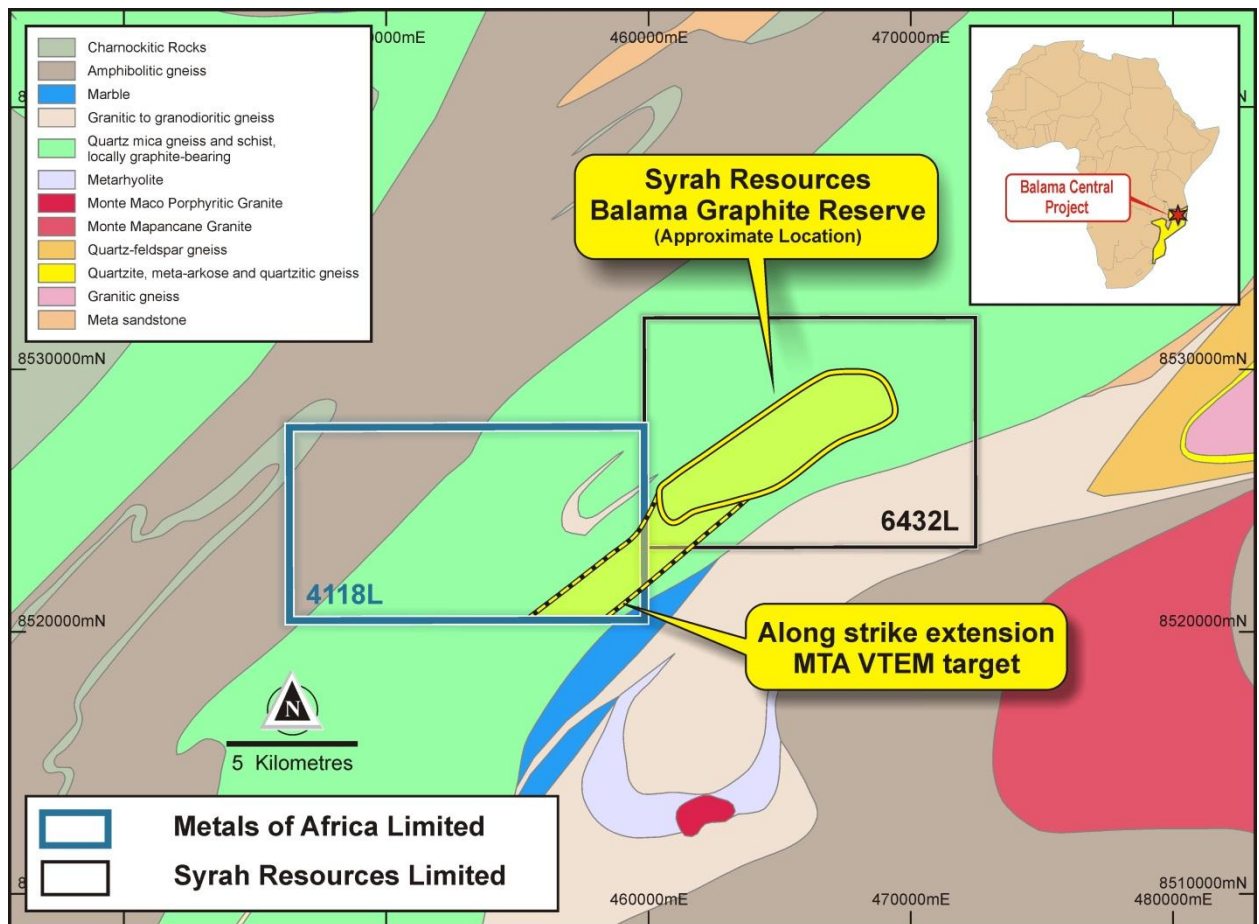 460000mE
470000mE
Charnockitic Rocks
Amphibolitic gneiss
Marble
Granitic to granodioritic gneiss
Quartz mica gneiss and schist,
locally graphite-bearing
Metarhyolite
Monte Maco Porphyritic Granite
Monte Mapancane Granite
Quartz-feldspar gneiss
Quartzite, meta-arkose and quartzitic gneiss
Granitic gneiss
Meta sandstone
Balama Central
Project
Syrah Resources
Balama Graphite Reserve
(Approximate Location)
8530000mN
8530000mN
6432L
4118L
8520000mN
8520000mN
Along strike extension
MTA VTEM target
N
5 Kilometres
Metals of Africa Limited
Syrah Resources Limited
8510000mN
460000mE
470000mE
480000mE